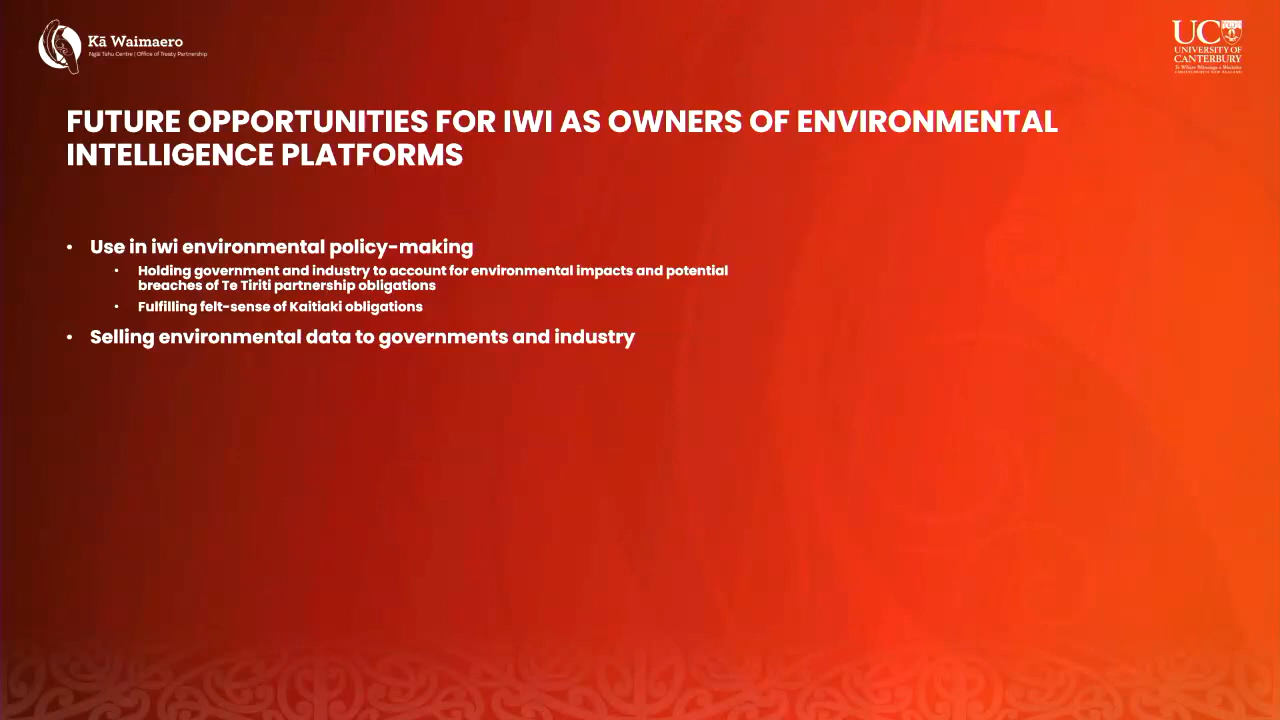 Kā Waimaero
Ngāi Tahu Centre | Office of Treaty Partnership
UC
UNIVERSITY OF
CANTERBURY
FUTURE OPPORTUNITIES FOR IWI AS OWNERS OF ENVIRONMENTAL
INTELLIGENCE PLATFORMS
• Use in iwi environmental policy-making
• Holding government and industry to account for environmental impacts and potential
breaches of Te Tiriti partnership obligations
• Fulfilling felt-sense of Kaitiaki obligations
• Selling environmental data to governments and industry